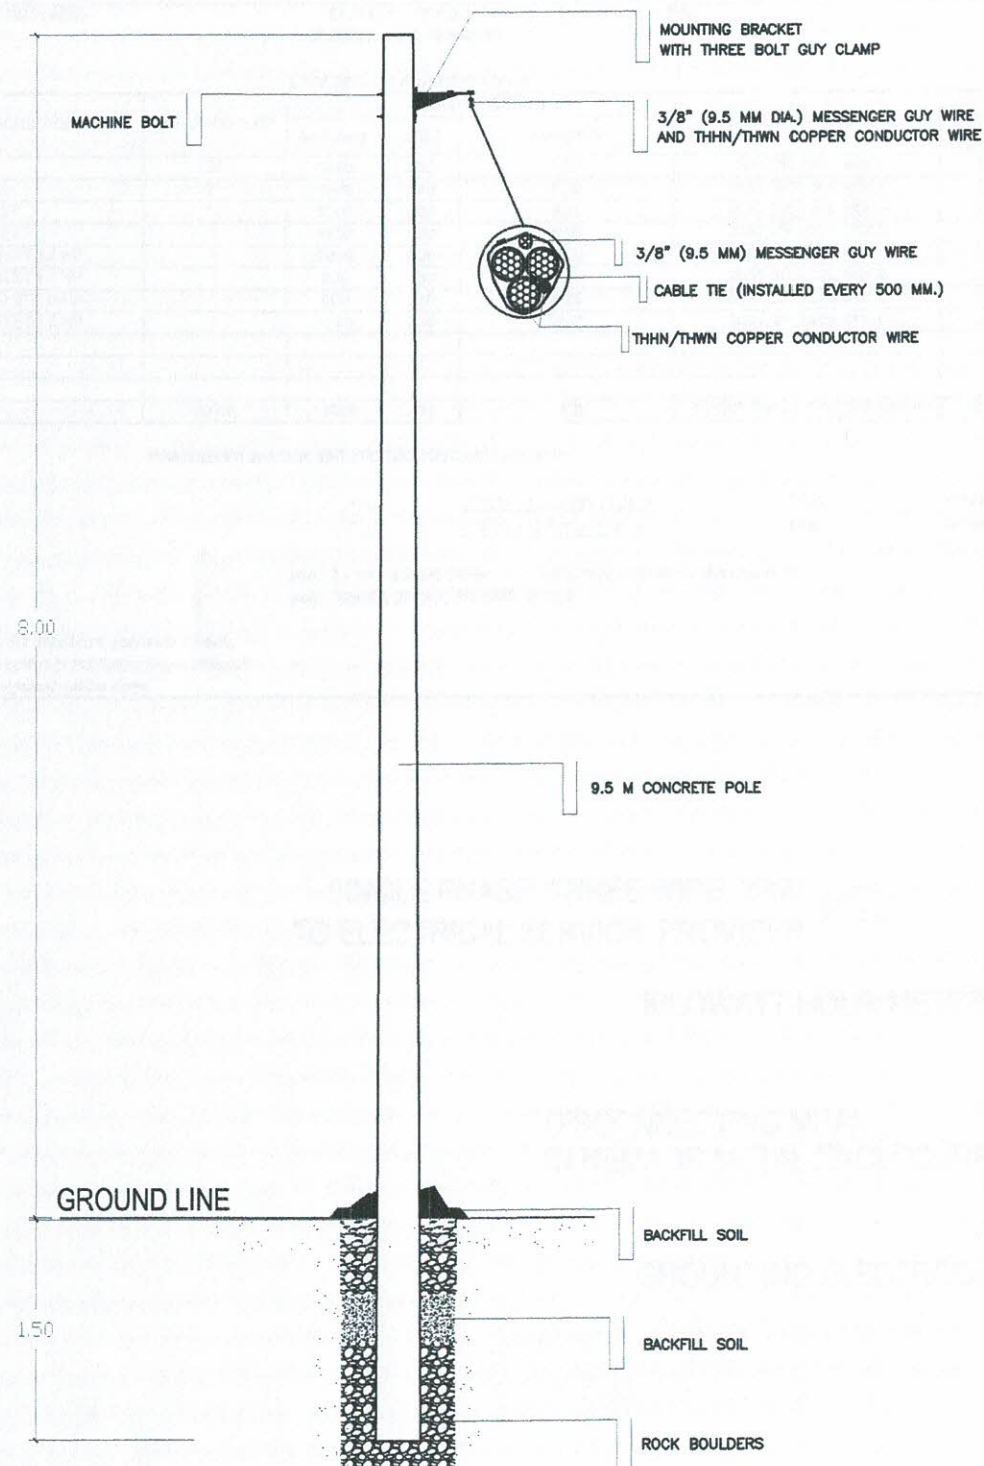 MOUNTING BRACKET
WITH THREE BOLT GUY CLAMP
MACHINE BOLT
3/8" (9.5 MM DIA.) MESSENGER GUY WIRE
AND THHN/THWN COPPER CONDUCTOR WIRE
3/8" (9.5 MM) MESSENGER GUY WIRE
CABLE TIE (INSTALLED EVERY 500 MM.)
THHN/THWN COPPER CONDUCTOR WIRE
8.00
9.5 M CONCRETE POLE
GROUND LINE
BACKFILL SOIL
1.50
BACKFILL SOIL
ROCK BOULDERS